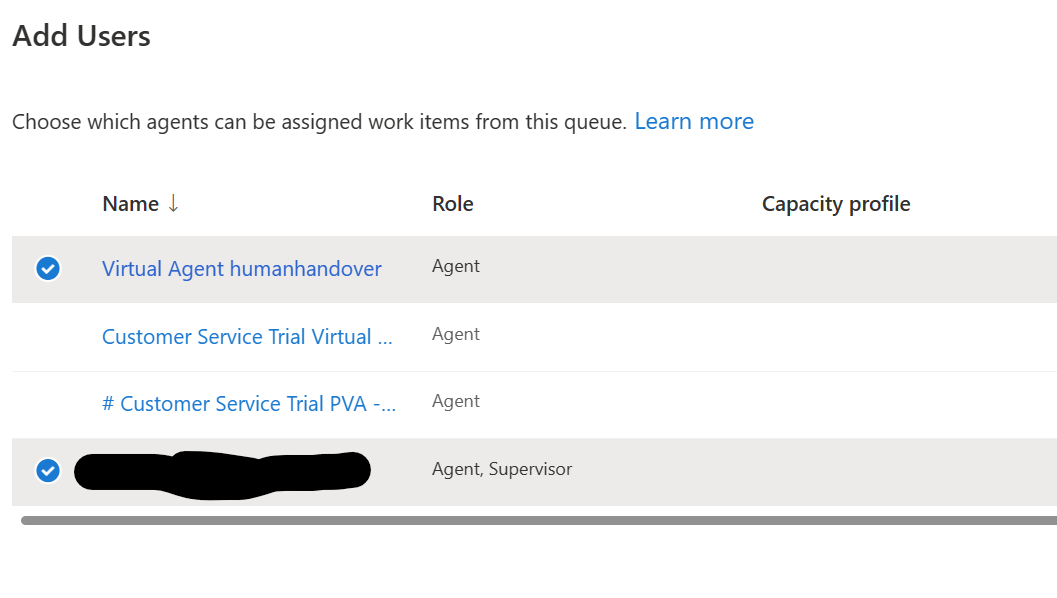 Add Users
Choose which agents can be assigned work items from this queue. Learn more
Name ↓ Role Capacity profile
Virtual Agent humanhandover Agent
Customer Service Trial Virtual ... Agent
# Customer Service Trial PVA -... Agent
Agent, Supervisor